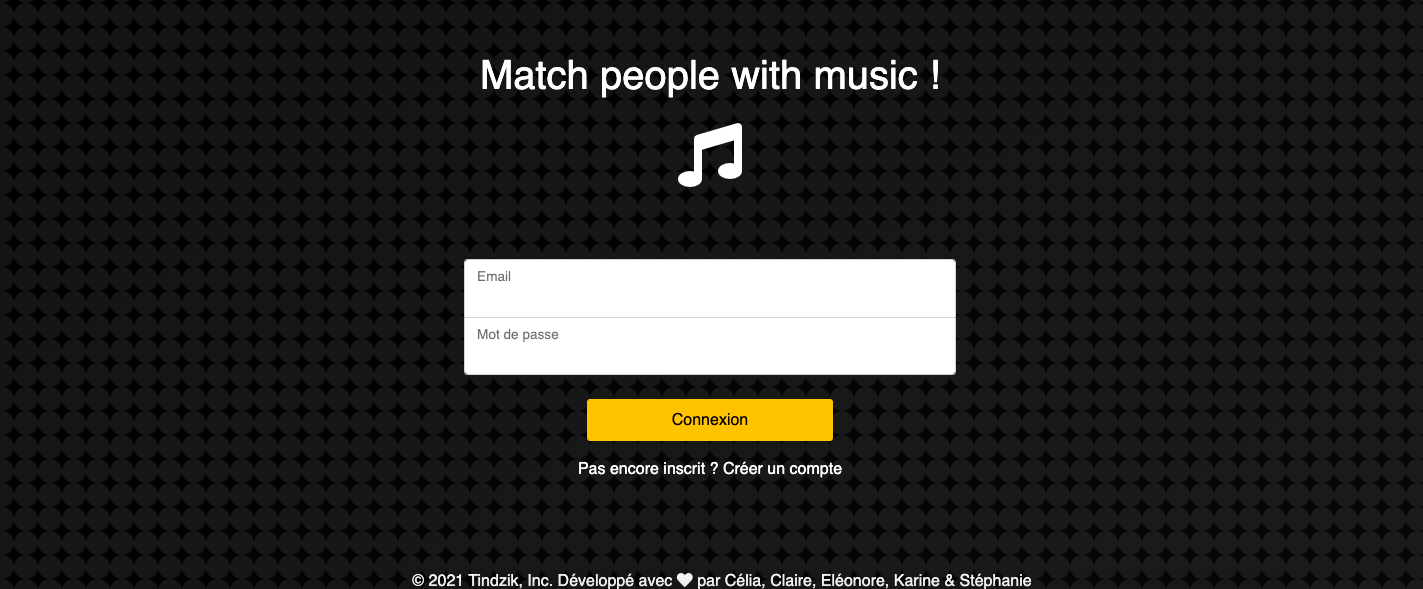 Match people with music !
Email
Mot de passe
Connexion
Pas encore inscrit ? Créer un compte
© 2021 Tindzik, Inc. Développé avec ♥ par Célia, Claire, Eléonore, Karine & Stéphanie